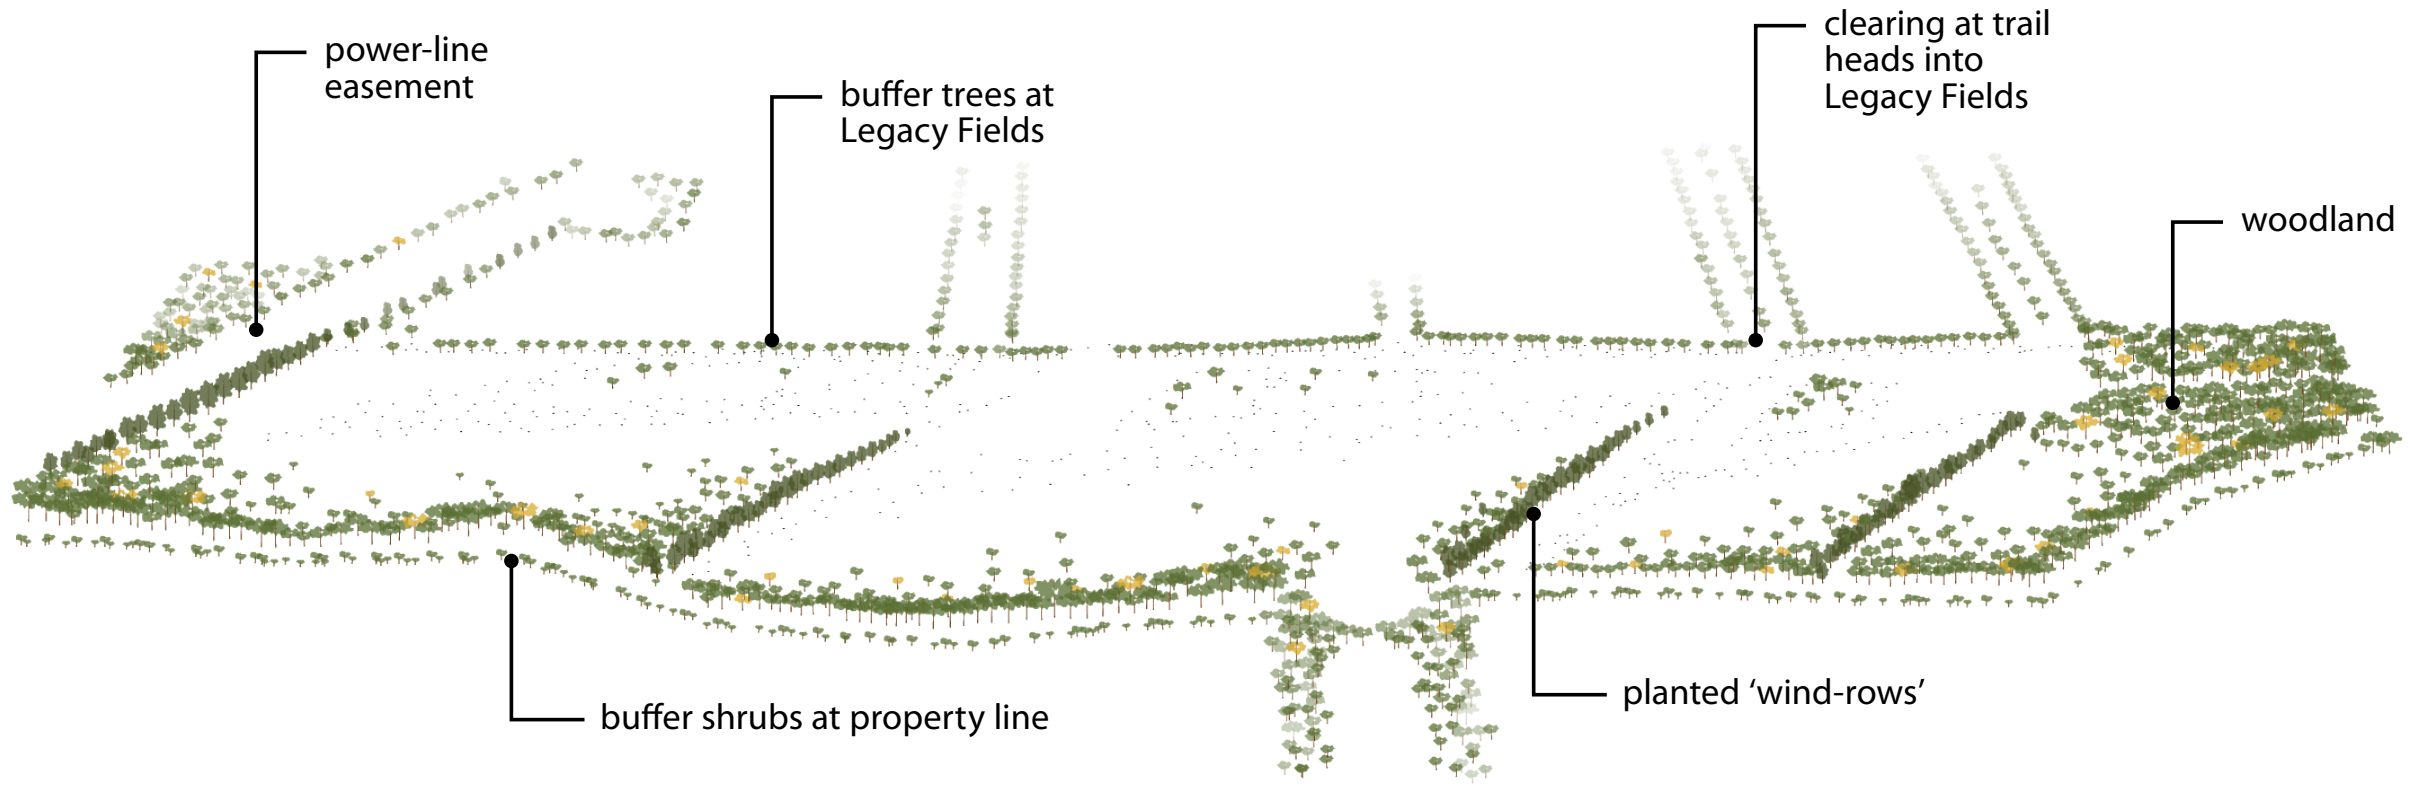 power-line
easement
buffer trees at
Legacy Fields
clearing at trail
heads into
Legacy Fields
woodland
buffer shrubs at property line
planted ‘wind-rows’